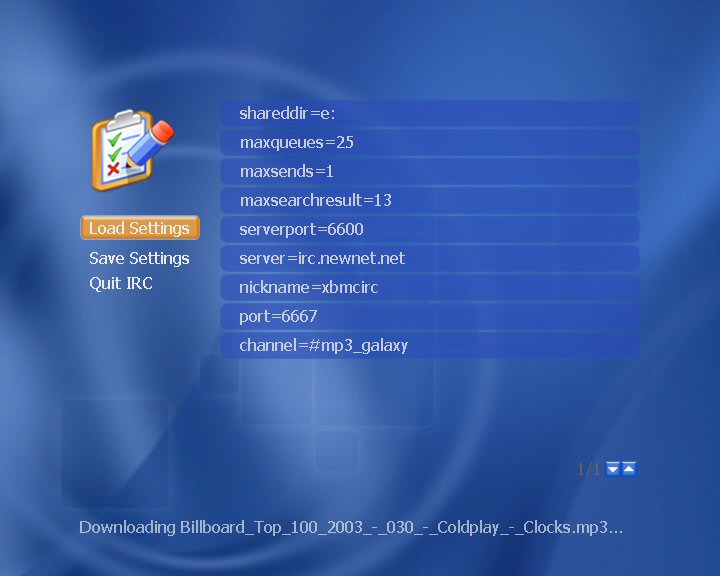 shareddir=e:
maxqueues=25
maxsends=1
maxsearchresult=13
serverport=6600
server=irc.newnet.net
nickname=xbmcirc
port=6667
channel=#mp3_galaxy
Load Settings
Save Settings
Quit IRC
1/1
Downloading Billboard_Top_100_2003_-_030_-_Coldplay_-_Clocks.mp3...